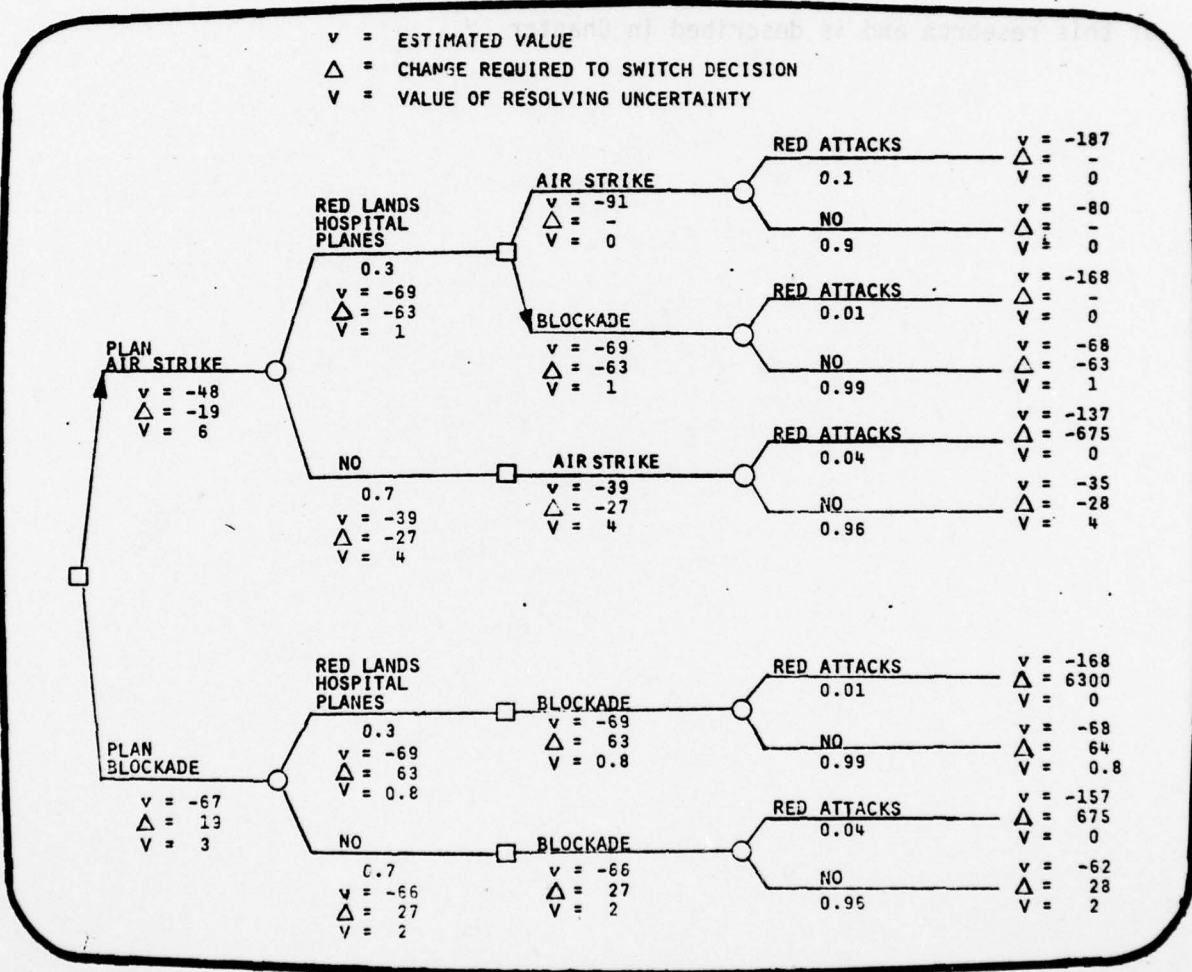 v = ESTIMATED VALUE
Δ = CHANGE REQUIRED TO SWITCH DECISION
V = VALUE OF RESOLVING UNCERTAINTY
PLAN
AIR STRIKE
v = -48
Δ = -19
V = 6
RED LANDS
HOSPITAL
PLANES
0.3
v = -69
Δ = -63
V = 1
AIR STRIKE
v = -91
Δ = -
V = 0
RED ATTACKS
0.1
v = -187
Δ = -
V = 0
NO
0.9
v = -80
Δ = -
V = 0
BLOCKADE
v = -69
Δ = -63
V = 1
RED ATTACKS
0.01
v = -168
Δ = -
V = 0
NO
0.99
v = -68
Δ = -63
V = 1
NO
0.7
v = -39
Δ = -27
V = 4
AIR STRIKE
v = -39
Δ = -27
V = 4
RED ATTACKS
0.04
v = -137
Δ = -675
V = 0
NO
0.96
v = -35
Δ = -28
V = 4
PLAN
BLOCKADE
v = -67
Δ = 19
V = 3
RED LANDS
HOSPITAL
PLANES
0.3
v = -69
Δ = 63
V = 0.8
BLOCKADE
v = -69
Δ = 63
V = 0.8
RED ATTACKS
0.01
v = -168
Δ = 6300
V = 0
NO
0.99
v = -68
Δ = 64
V = 0.8
NO
0.7
v = -66
Δ = 27
V = 2
BLOCKADE
v = -66
Δ = 27
V = 2
RED ATTACKS
0.04
v = -157
Δ = 675
V = 0
NO
0.96
v = -62
Δ = 28
V = 2